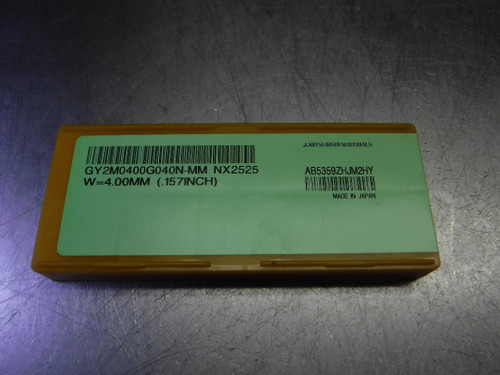 MITSUBISHI MATERIALS
GY2M0400G040N-MM NX2525
W=4.00MM (.157INCH)
AB5359ZHJM2HY
MADE IN JAPAN